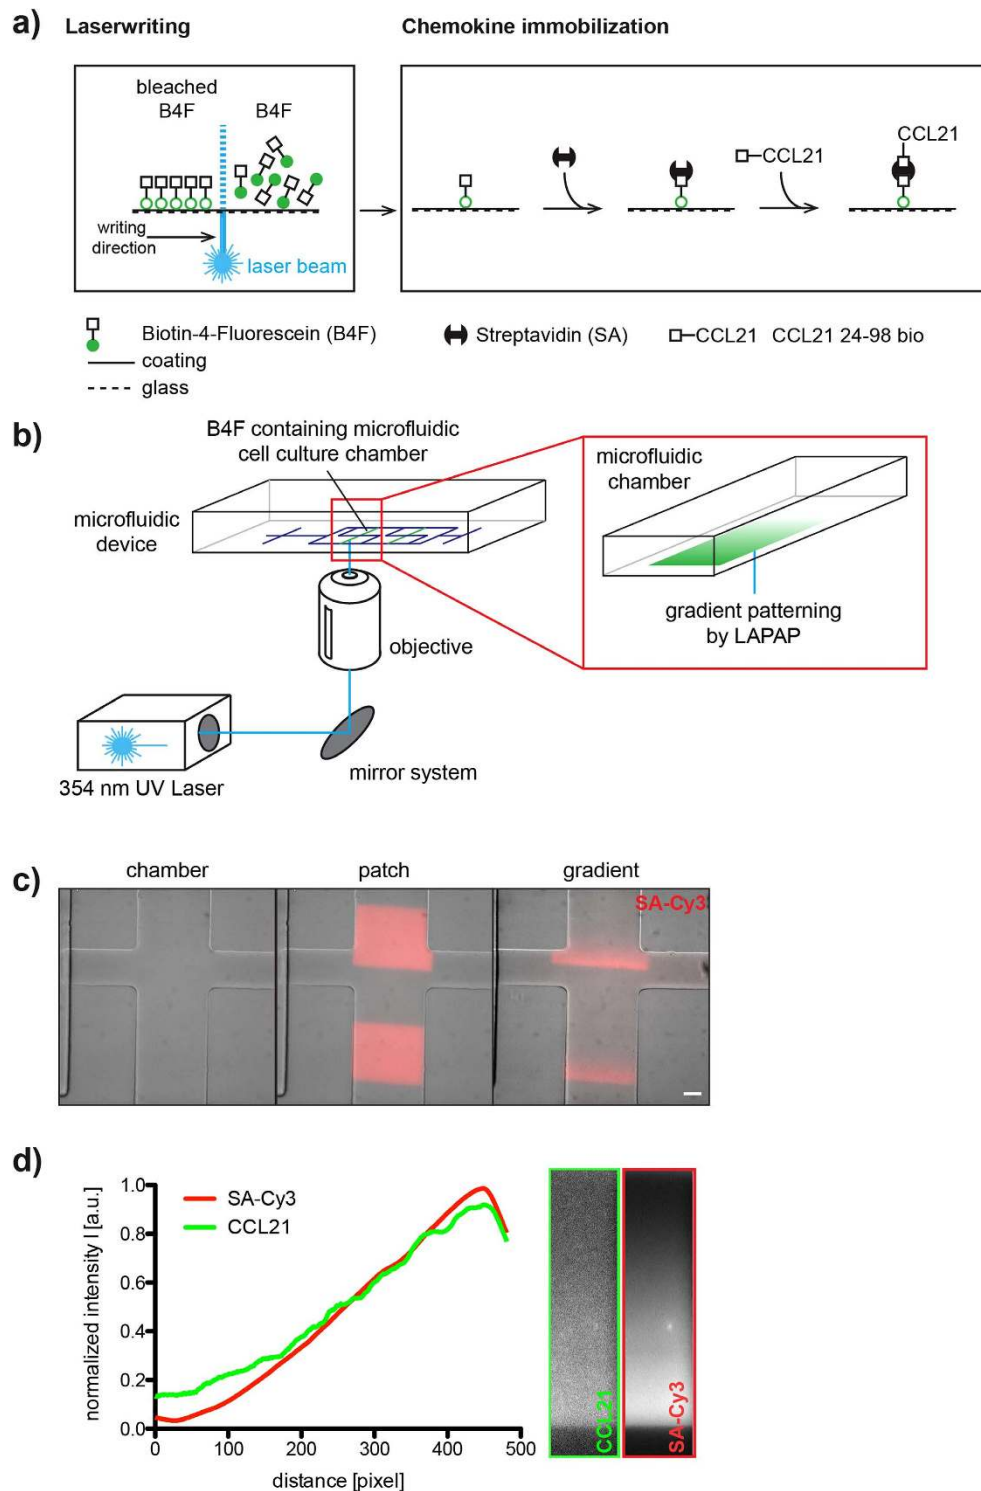 a) Laserwriting Chemokine immobilization
bleached
B4F B4F
writing
direction
laser beam
CCL21
CCL21
Biotin-4-Fluorescein (B4F)
coating
glass
Streptavidin (SA)
CCL21 CCL21 24-98 bio
b)
B4F containing microfluidic
cell culture chamber
microfluidic
device
objective
mirror system
354 nm UV Laser
microfluidic
chamber
gradient patterning
by LAPAP
c)
chamber patch gradient
SA-Cy3
d)
normalized intensity I [a.u.]
1.0
0.8
0.6
0.4
0.2
0.0
SA-Cy3
CCL21
0 100 200 300 400 500
distance [pixel]
CCL21
SA-Cy3